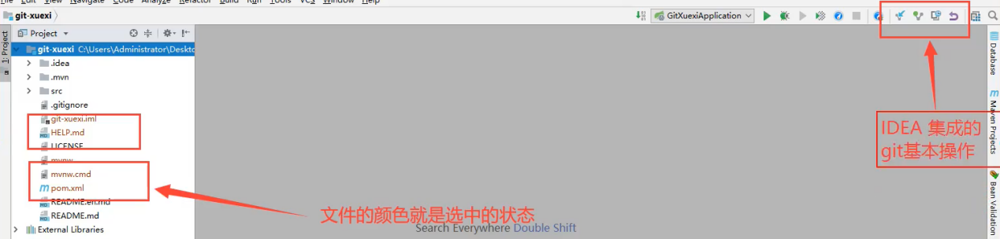 File Edit View Navigate Code Analyze Refactor Build Run Tools VCS Window Help
git-xuexi
GitXuexiApplication
1: Project
Project
git-xuexi C:\Users\Administrator\Deskto
.idea
.mvn
src
.gitignore
git-xuexi.iml
HELP.md
LICENSE
mvnw
mvnw.cmd
pom.xml
README.en.md
README.md
External Libraries
文件的颜色就是选中的状态
Search Everywhere Double Shift
IDEA 集成的
git基本操作
Database
Maven Projects
Bean Validation